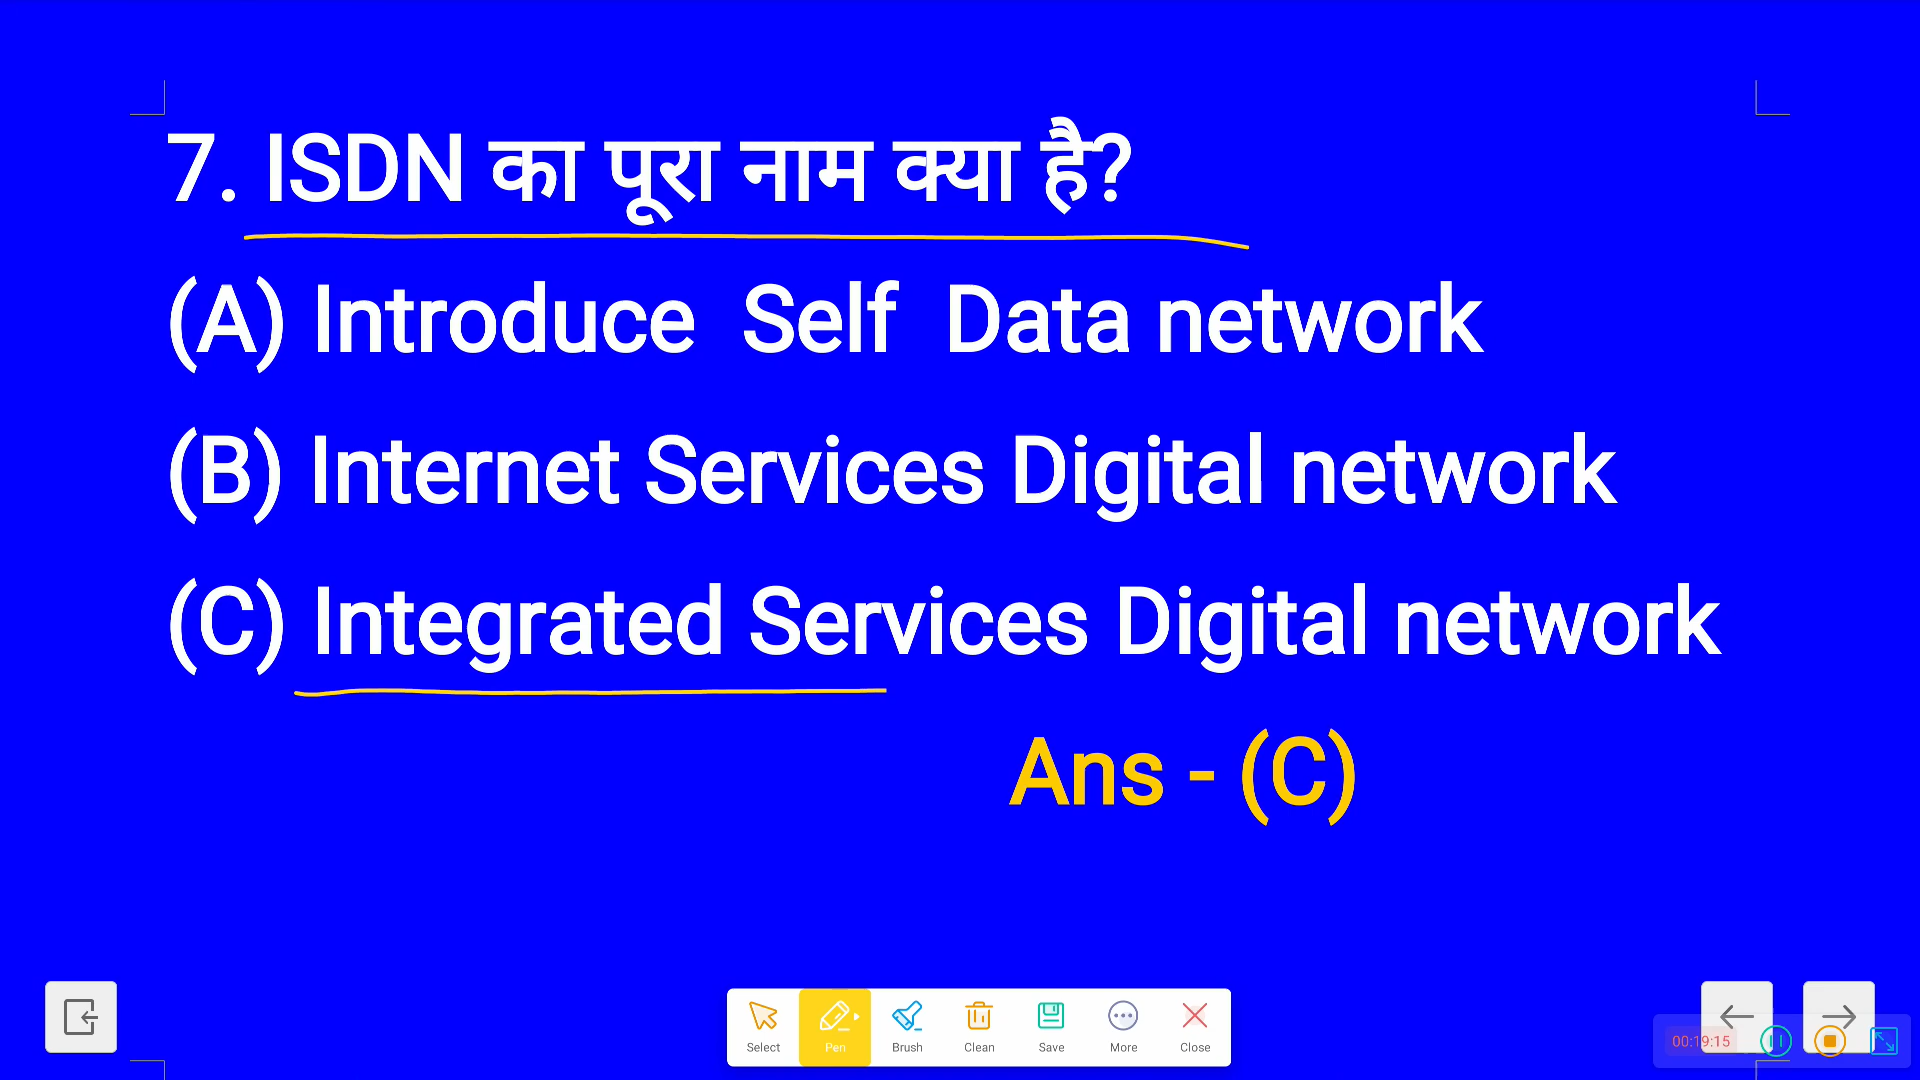 7. ISDN का पूरा नाम क्या है?
(A) Introduce Self Data network
(B) Internet Services Digital network
(C) Integrated Services Digital network
Ans - (C)
Select Pen Brush Clean Save More Close
00:19:15